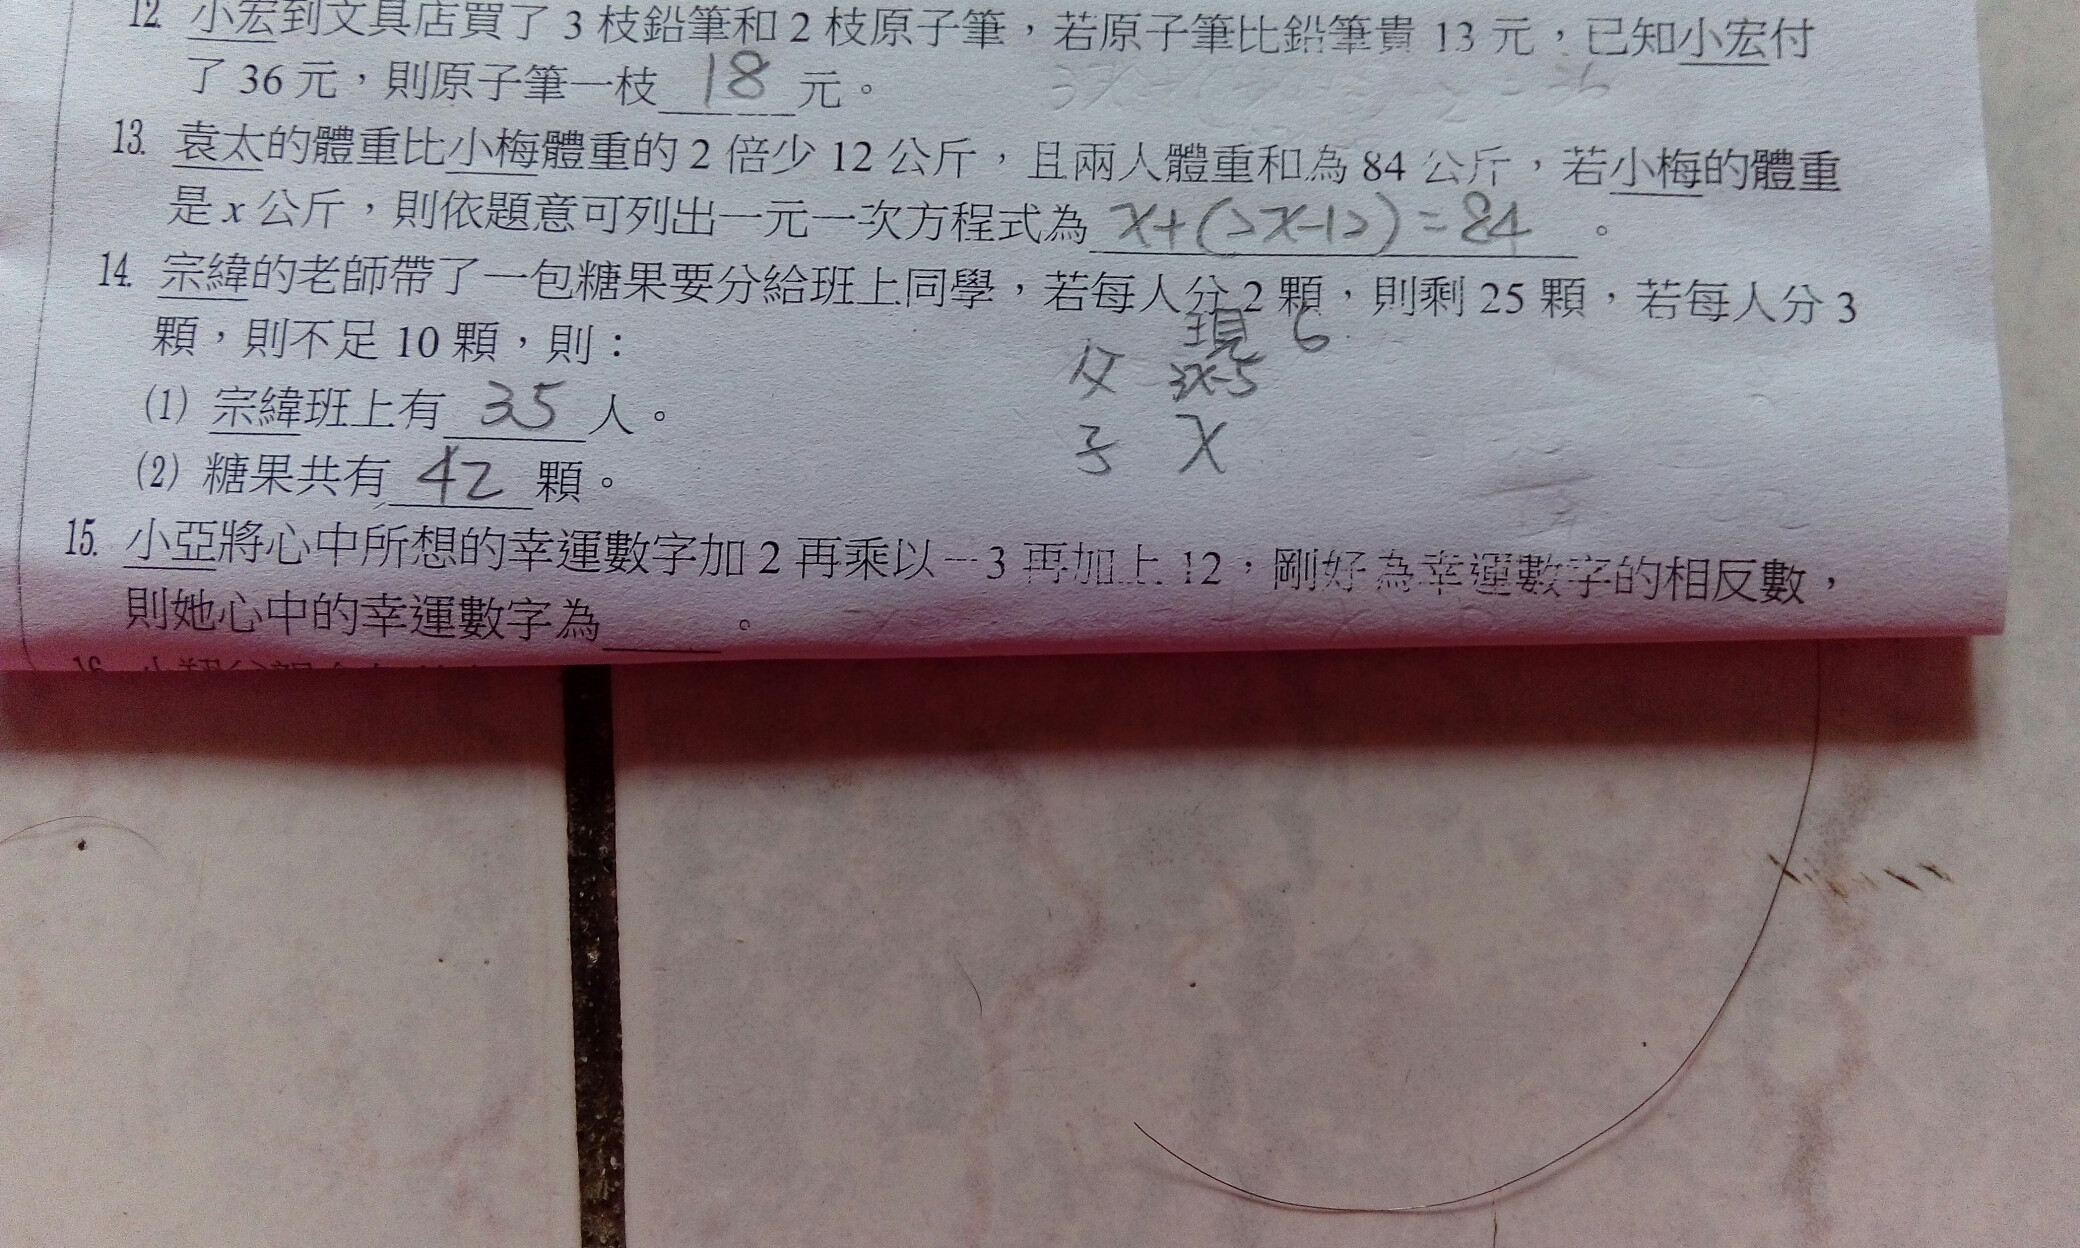 12 小宏到文具店買了 3 枝鉛筆和 2 枝原子筆，若原子筆比鉛筆貴 13 元，已知小宏付
了 36 元，則原子筆一枝 18 元。
13. 袁太的體重比小梅體重的 2 倍少 12 公斤，且兩人體重和為 84 公斤，若小梅的體重
是 x 公斤，則依題意可列出一元一次方程式為 x+(2x-12)=84 。
14. 宗緯的老師帶了一包糖果要分給班上同學，若每人分 2 顆，則剩 25 顆，若每人分 3
顆，則不足 10 顆，則：
現 6
父 3x-5
(1) 宗緯班上有 35 人。
子 x
(2) 糖果共有 42 顆。
15. 小亞將心中所想的幸運數字加 2 再乘以－3 再加上 12，剛好為幸運數字的相反數，
則她心中的幸運數字為 。